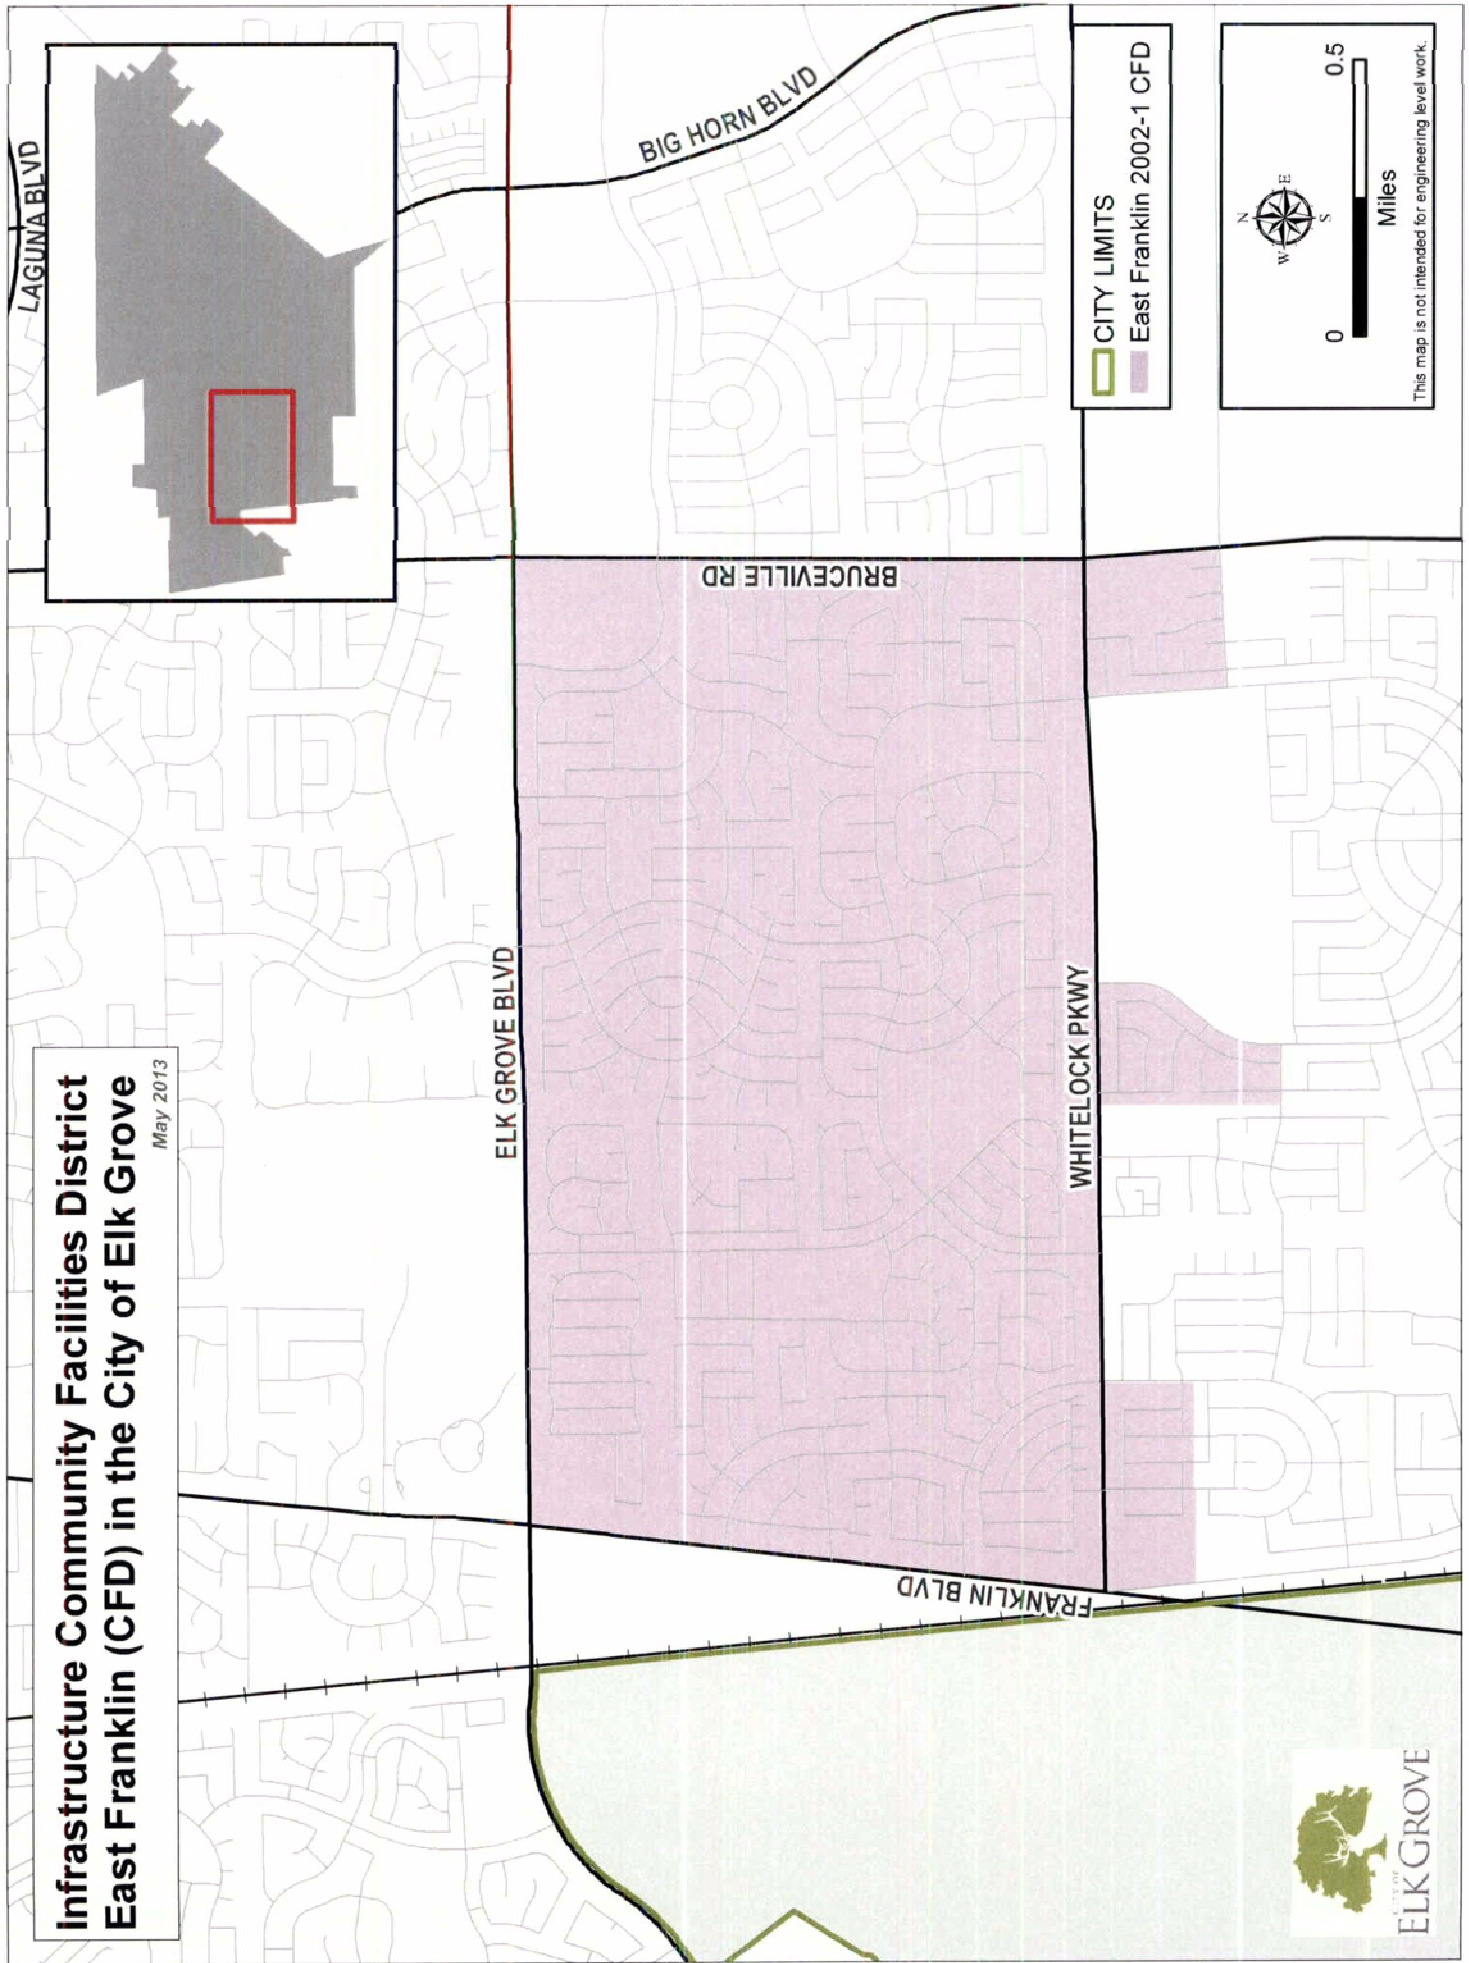 Infrastructure Community Facilities District
East Franklin (CFD) in the City of Elk Grove
May 2013
LAGUNA BLVD
BIG HORN BLVD
ELK GROVE BLVD
BRUCEVILLE RD
WHITELOCK PKWY
FRANKLIN BLVD
CITY LIMITS
East Franklin 2002-1 CFD
N
W E
S
0 0.5
Miles
This map is not intended for engineering level work.
CITY OF
ELK GROVE